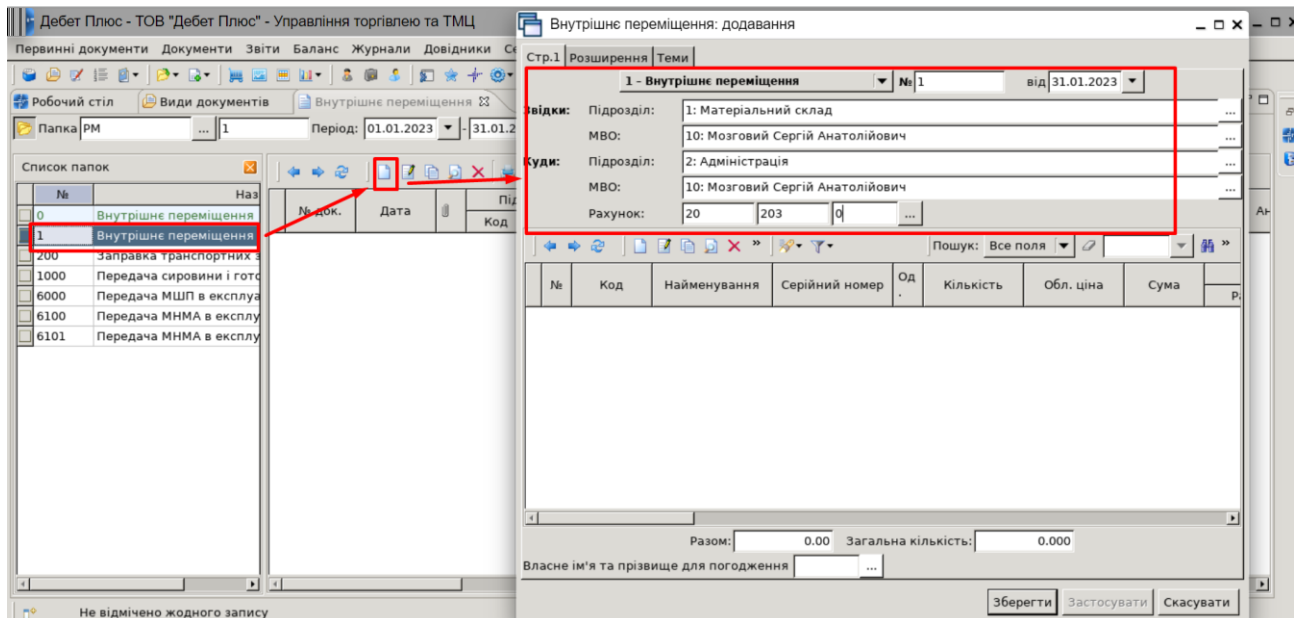 Дебет Плюс - ТОВ "Дебет Плюс" - Управління торгівлею та ТМЦ
Первинні документи Документи Звіти Баланс Журнали Довідники
Робочий стіл Види документів Внутрішнє переміщення
Папка PM ... 1 Період: 01.01.2023 - 31.01.2
Список папок
№ Наз
0 Внутрішнє переміщення
1 Внутрішнє переміщення
200 Заправка транспортних з
1000 Передача сировини і гото
6000 Передача МШП в експлуа
6100 Передача МНМА в експлу
6101 Передача МНМА в експлу
№ док. Дата Під
Код
Не відмічено жодного запису
Внутрішнє переміщення: додавання
Стр.1 Розширення Теми
1 - Внутрішнє переміщення № 1 від 31.01.2023
Звідки: Підрозділ: 1: Матеріальний склад ...
МВО: 10: Мозговий Сергій Анатолійович ...
Куди: Підрозділ: 2: Адміністрація ...
МВО: 10: Мозговий Сергій Анатолійович ...
Рахунок: 20 203 0 ...
Пошук: Все поля
№ Код Найменування Серійний номер Од. Кількість Обл. ціна Сума
Разом: 0.00 Загальна кількість: 0.000
Власне ім'я та прізвище для погодження ...
Зберегти Застосувати Скасувати